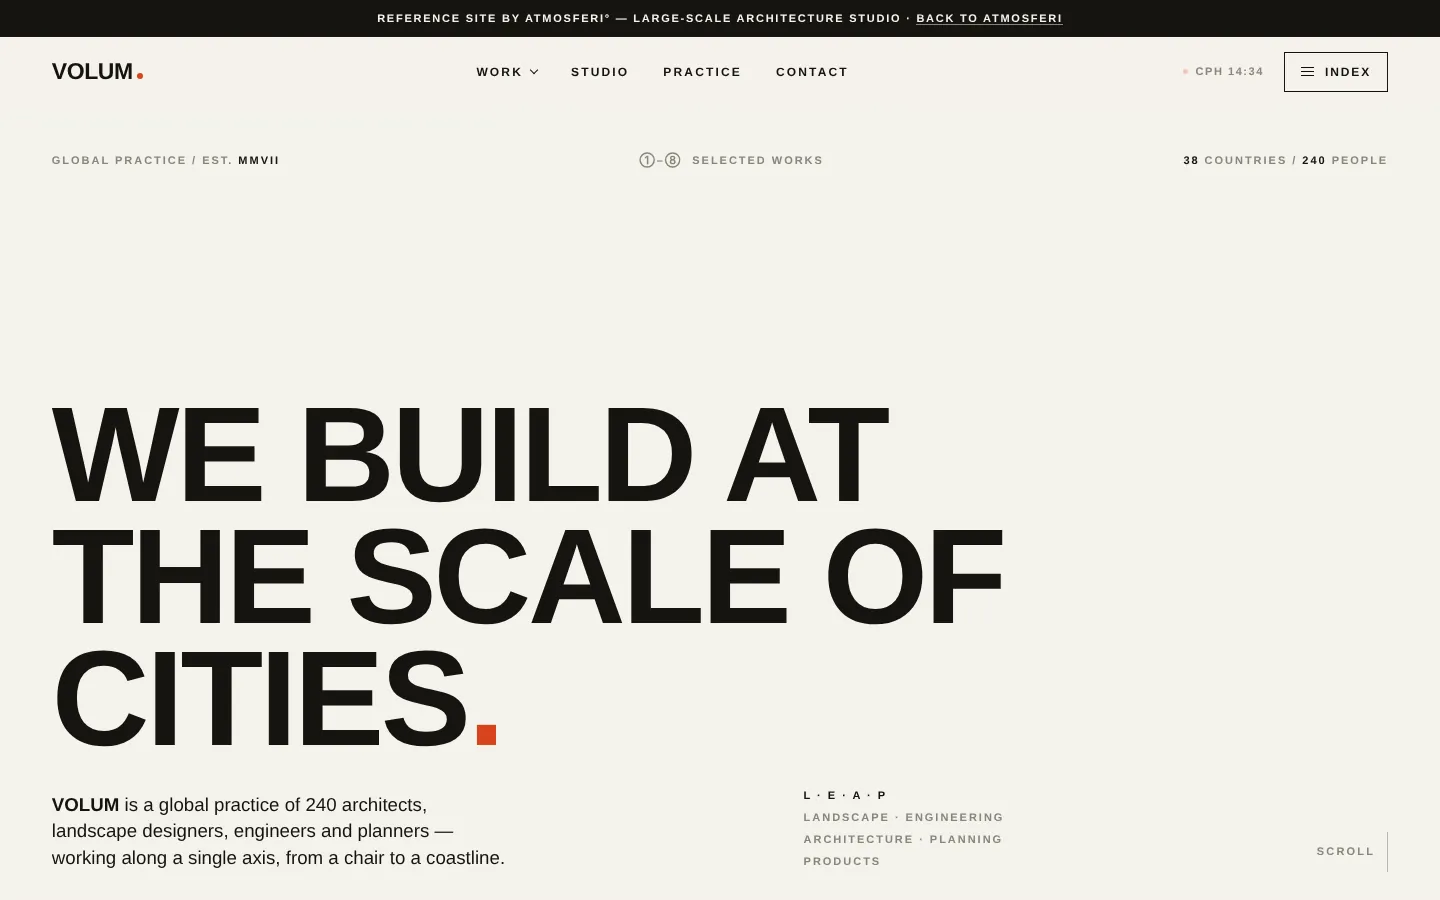 REFERENCE SITE BY ATMOSFERI° — LARGE-SCALE ARCHITECTURE STUDIO · BACK TO ATMOSFERI
VOLUM.
WORK STUDIO PRACTICE CONTACT
CPH 14:34
INDEX
GLOBAL PRACTICE / EST. MMVII
①–⑧ SELECTED WORKS
38 COUNTRIES / 240 PEOPLE
WE BUILD AT
THE SCALE OF
CITIES.
VOLUM is a global practice of 240 architects,
landscape designers, engineers and planners —
working along a single axis, from a chair to a coastline.
L · E · A · P
LANDSCAPE · ENGINEERING
ARCHITECTURE · PLANNING
PRODUCTS
SCROLL